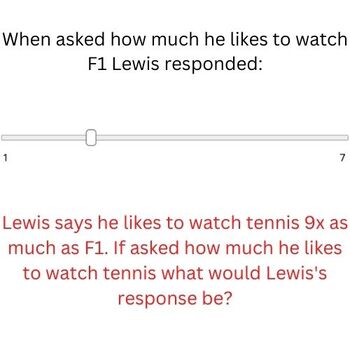 When asked how much he likes to watch
F1 Lewis responded:
1 7
Lewis says he likes to watch tennis 9x as
much as F1. If asked how much he likes
to watch tennis what would Lewis's
response be?